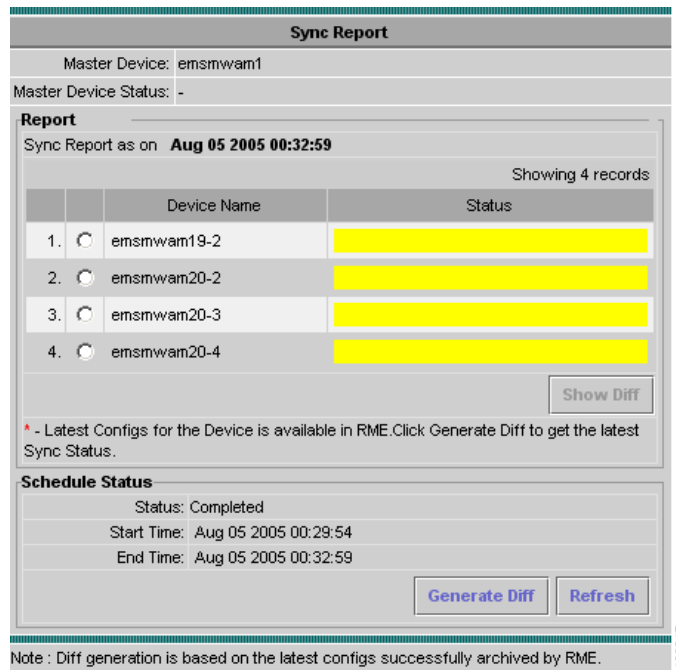 Sync Report
Master Device: emsmwam1
Master Device Status: -
Report
Sync Report as on Aug 05 2005 00:32:59
Showing 4 records
Device Name Status
1. emsmwam19-2
2. emsmwam20-2
3. emsmwam20-3
4. emsmwam20-4
Show Diff
* - Latest Configs for the Device is available in RME.Click Generate Diff to get the latest
Sync Status.
Schedule Status
Status: Completed
Start Time: Aug 05 2005 00:29:54
End Time: Aug 05 2005 00:32:59
Generate Diff Refresh
Note : Diff generation is based on the latest configs successfully archived by RME.